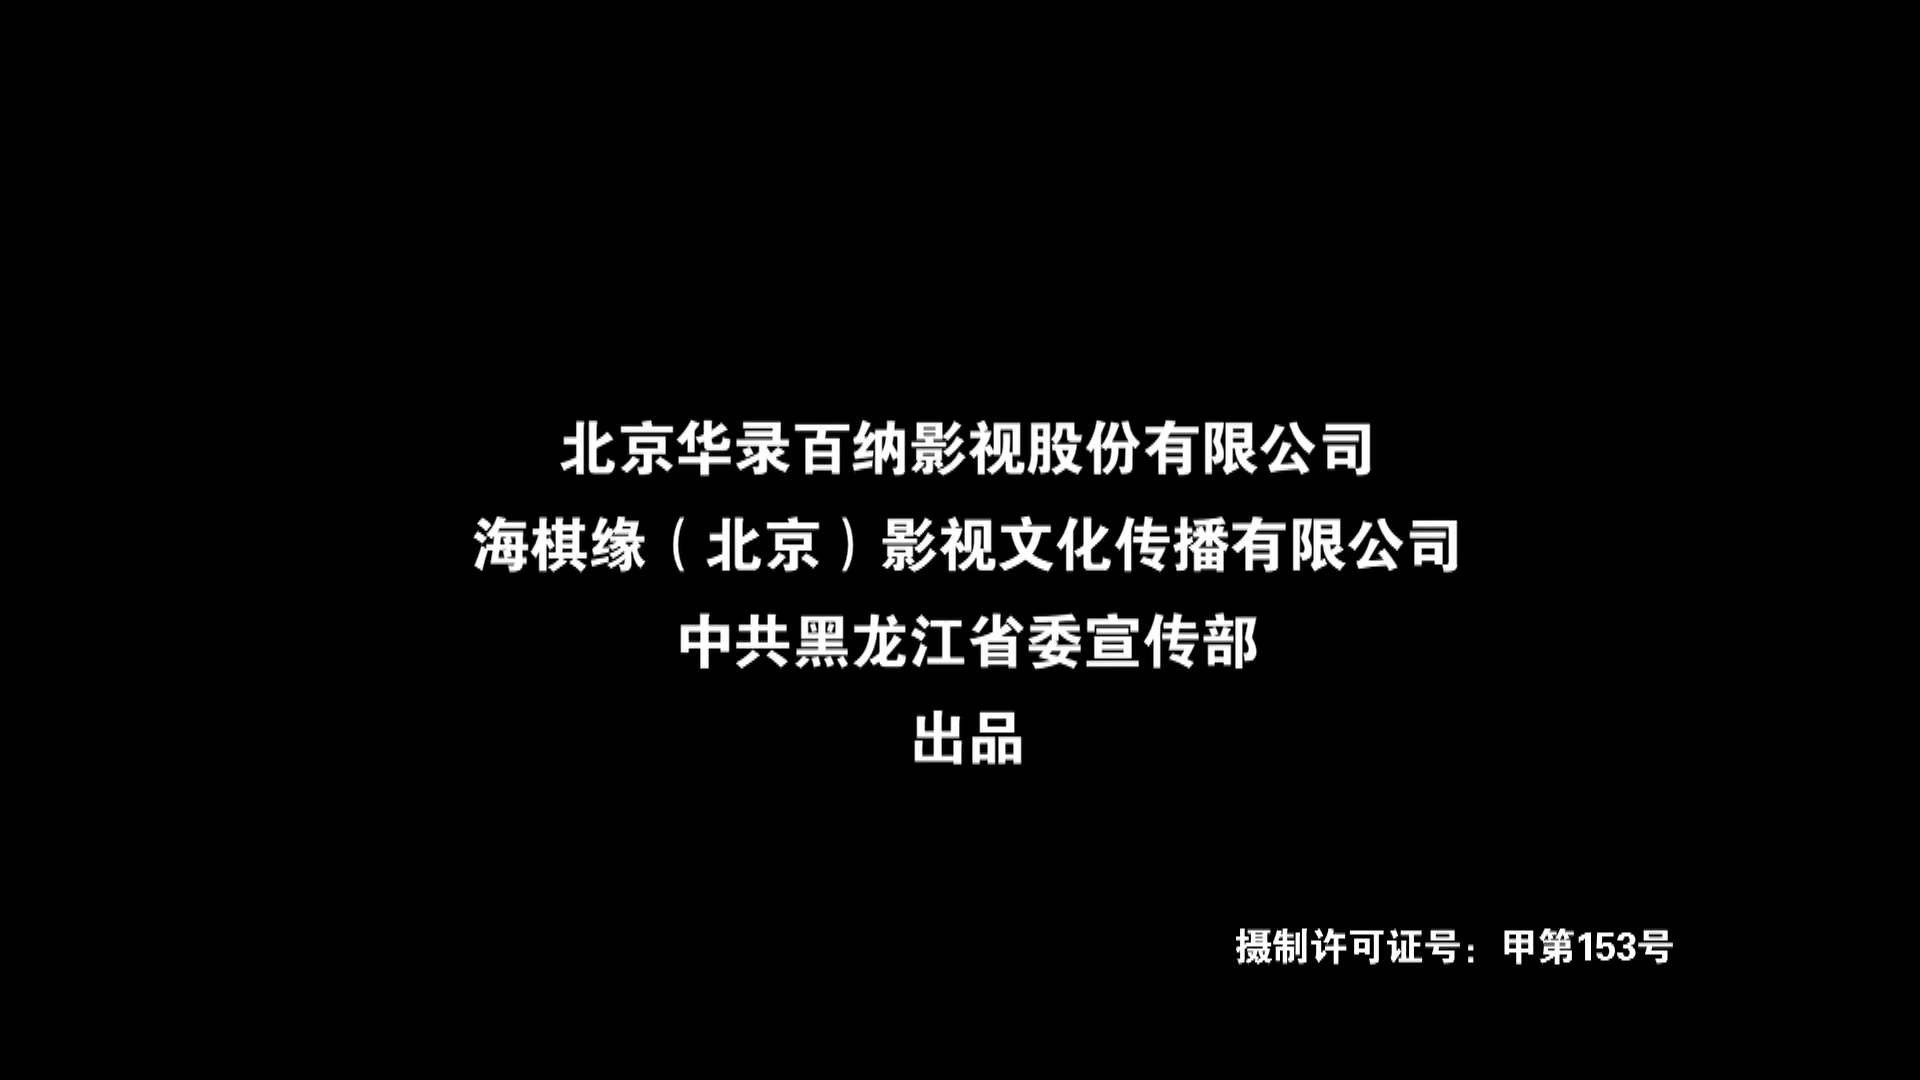 北京华录百纳影视股份有限公司
海棋缘（北京）影视文化传播有限公司
中共黑龙江省委宣传部
出品
摄制许可证号：甲第153号